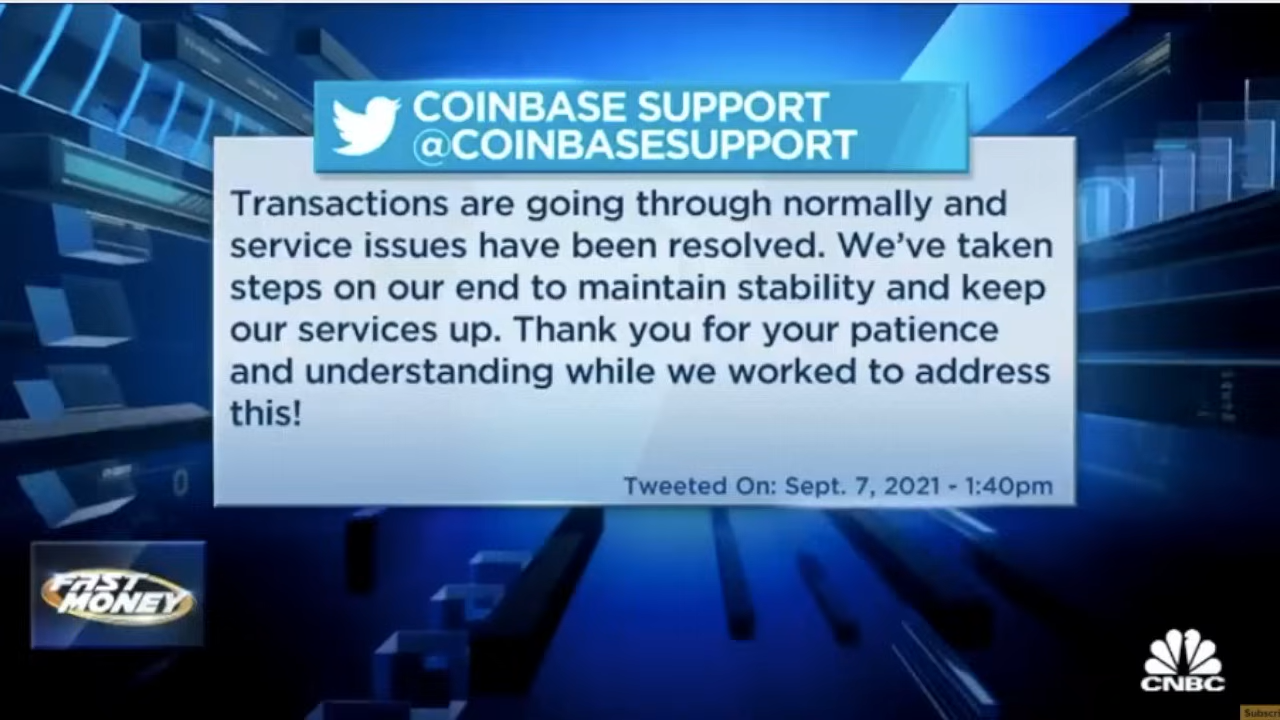 COINBASE SUPPORT
@COINBASESUPPORT
Transactions are going through normally and
service issues have been resolved. We've taken
steps on our end to maintain stability and keep
our services up. Thank you for your patience
and understanding while we worked to address
this!
Tweeted On: Sept. 7, 2021 - 1:40pm
FAST
MONEY
CNBC